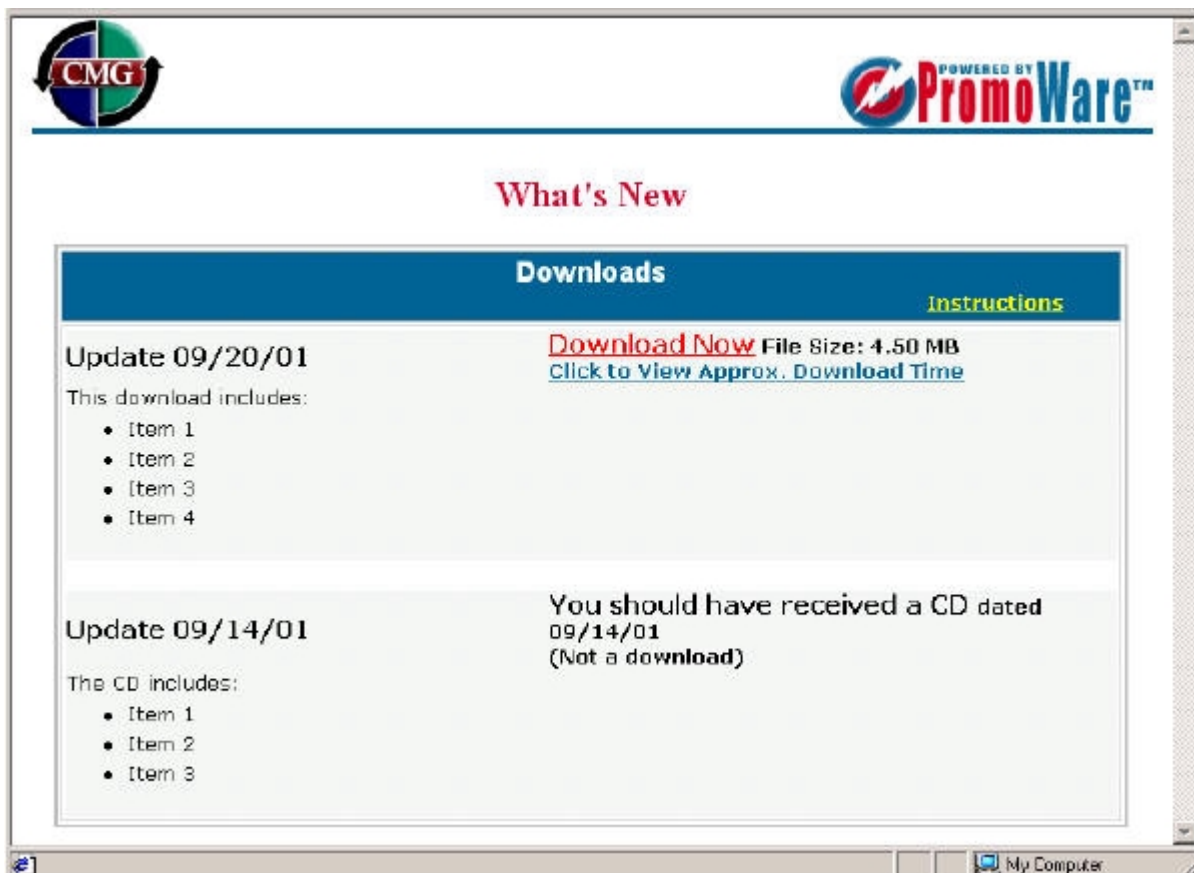 CMG
POWERED BY
PromoWare™
What's New
Downloads
Instructions
Update 09/20/01
Download Now File Size: 4.50 MB
Click to View Approx. Download Time
This download includes:
• Item 1
• Item 2
• Item 3
• Item 4
Update 09/14/01
You should have received a CD dated
09/14/01
(Not a download)
The CD includes:
• Item 1
• Item 2
• Item 3
My Computer